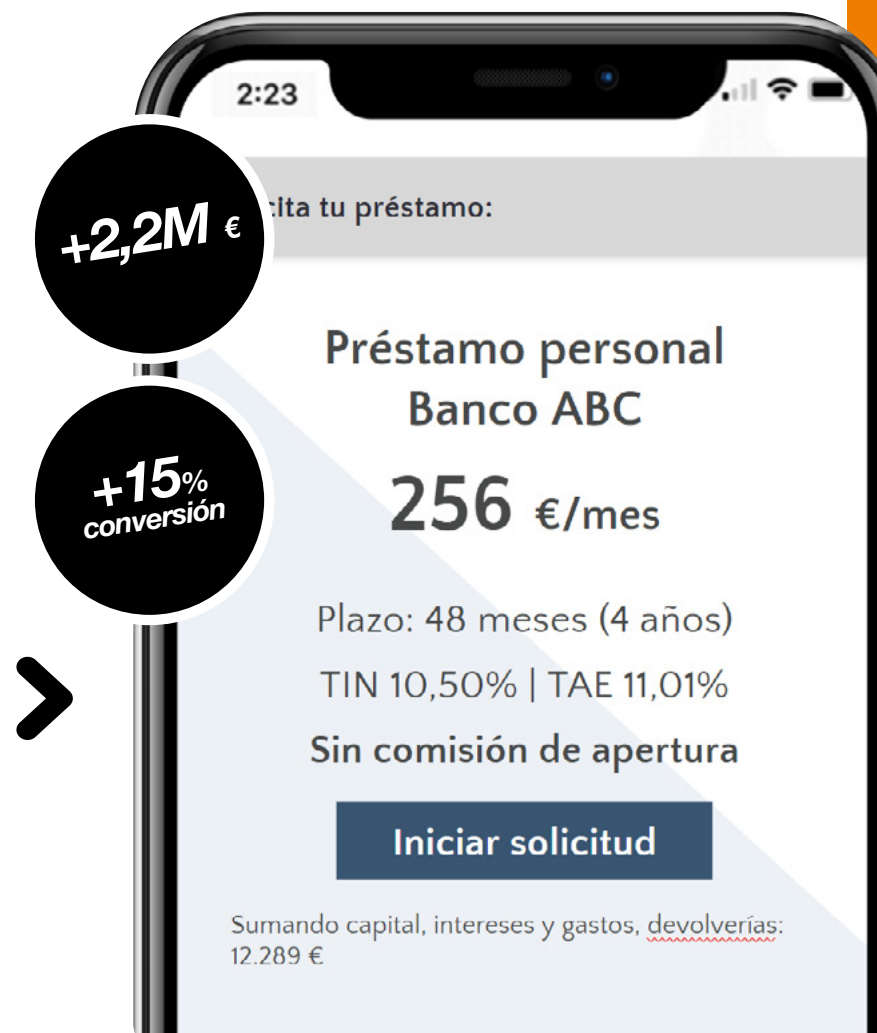 2:23
+2,2M €
cita tu préstamo:
Préstamo personal
Banco ABC
256 €/mes
+15%
conversión
Plazo: 48 meses (4 años)
TIN 10,50% | TAE 11,01%
Sin comisión de apertura
Iniciar solicitud
Sumando capital, intereses y gastos, devolverías:
12.289 €